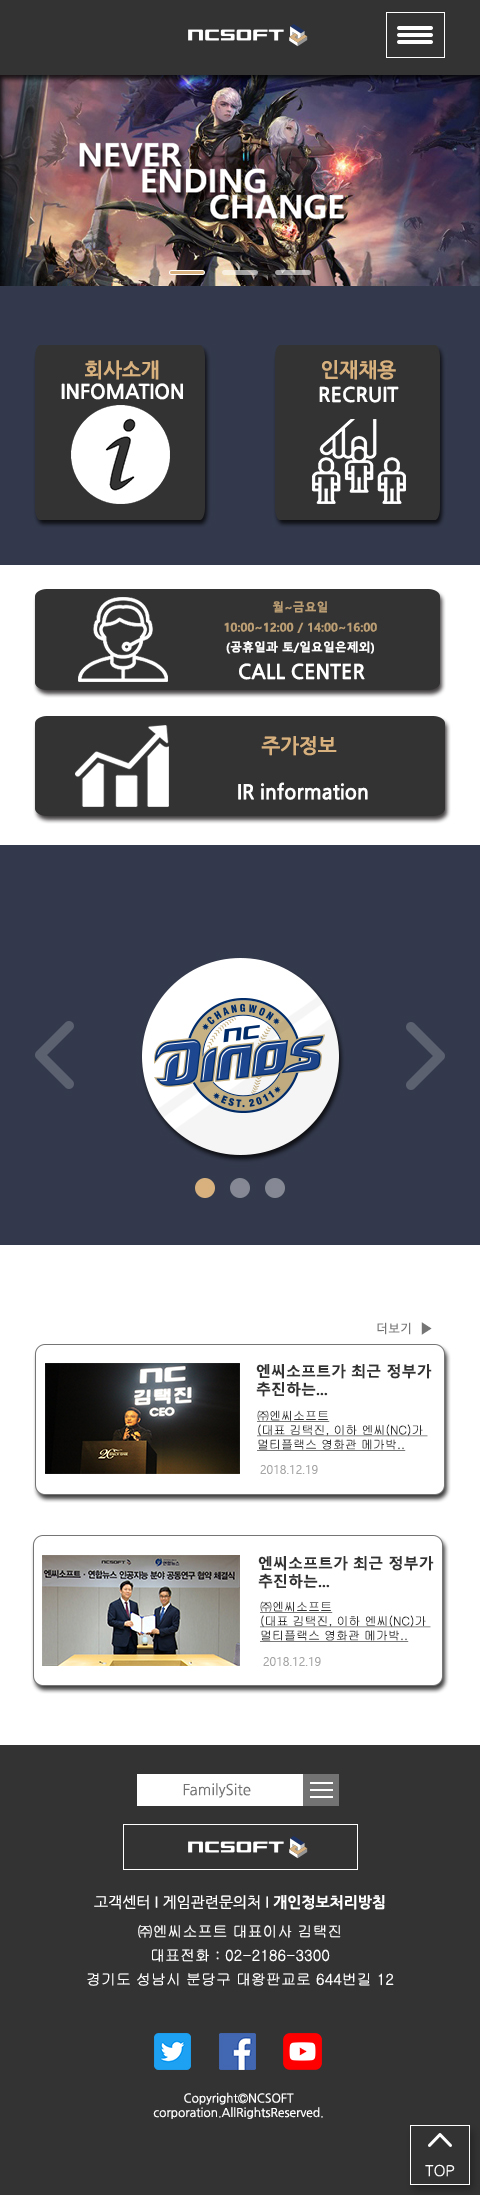 NCSOFT
NEVER
ENDING
CHANGE
회사소개
INFOMATION
인재채용
RECRUIT
월~금요일
10:00~12:00 / 14:00~16:00
(공휴일과 토/일요일은제외)
CALL CENTER
주가정보
IR information
CHANGWON
NC
DINOS
EST. 2011
더보기 ▶
nc
김택진
CEO
엔씨소프트가 최근 정부가
추진하는...
㈜엔씨소프트
(대표 김택진, 이하 엔씨(NC)가
멀티플랙스 영화관 메가박..
2018.12.19
NCSOFT 연합뉴스
엔씨소프트 · 연합뉴스 인공지능 분야 공동연구 협약 체결식
엔씨소프트가 최근 정부가
추진하는...
㈜엔씨소프트
(대표 김택진, 이하 엔씨(NC)가
멀티플랙스 영화관 메가박..
2018.12.19
FamilySite
NCSOFT
고객센터 I 게임관련문의처 I 개인정보처리방침
㈜엔씨소프트 대표이사 김택진
대표전화 : 02-2186-3300
경기도 성남시 분당구 대왕판교로 644번길 12
Copyright©NCSOFT
corporation.AllRightsReserved.
TOP